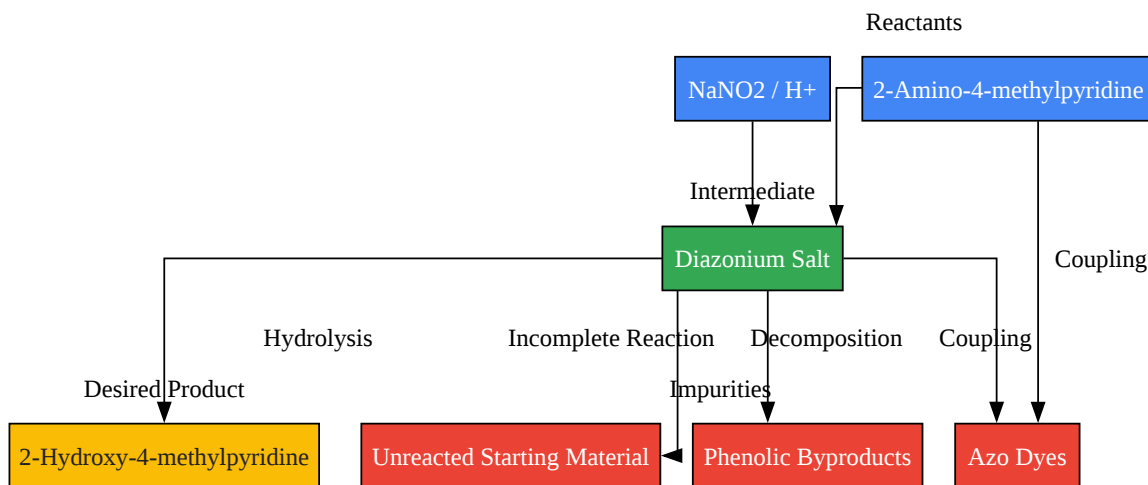 Reactants
NaNO2 / H+
2-Amino-4-methylpyridine
Intermediate
Diazonium Salt
Coupling
Hydrolysis
Incomplete Reaction
Decomposition
Coupling
Desired Product
Impurities
2-Hydroxy-4-methylpyridine
Unreacted Starting Material
Phenolic Byproducts
Azo Dyes